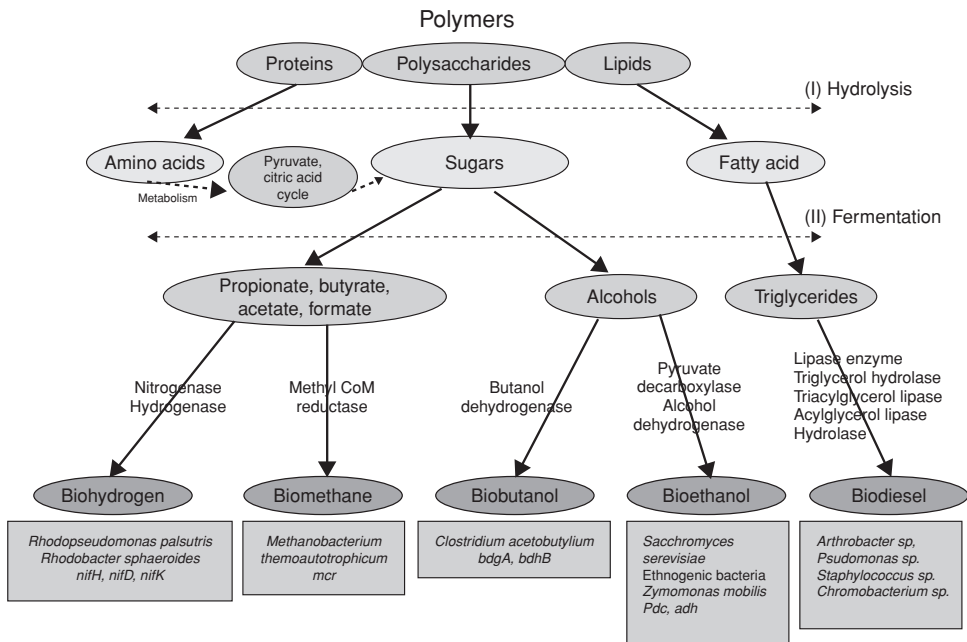 Polymers
Proteins
Polysaccharides
Lipids
(I) Hydrolysis
Amino acids
Pyruvate,
citric acid
cycle
Sugars
Fatty acid
Metabolism
(II) Fermentation
Propionate, butyrate,
acetate, formate
Alcohols
Triglycerides
Nitrogenase
Hydrogenase
Methyl CoM
reductase
Butanol
dehydrogenase
Pyruvate
decarboxylase
Alcohol
dehydrogenase
Lipase enzyme
Triglycerol hydrolase
Triacylglycerol lipase
Acylglycerol lipase
Hydrolase
Biohydrogen
Biomethane
Biobutanol
Bioethanol
Biodiesel
Rhodopseudomonas palsutris
Rhodobacter sphaeroides
nifH, nifD, nifK
Methanobacterium
themoautotrophicum
mcr
Clostridium acetobutylium
bdgA, bdhB
Sacchromyces
serevisiae
Ethnogenic bacteria
Zymomonas mobilis
Pdc, adh
Arthrobacter sp,
Psudomonas sp.
Staphylococcus sp.
Chromobacterium sp.